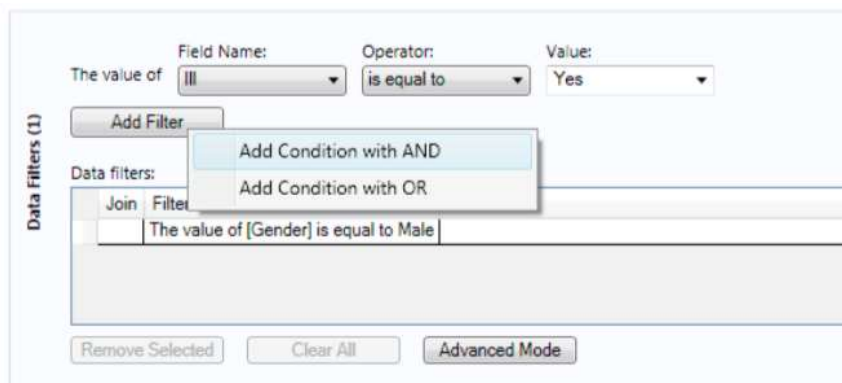 Field Name: Operator: Value:
The value of Ill is equal to Yes
Add Filter
Add Condition with AND
Add Condition with OR
Data Filters (1)
Data filters:
Join Filter
The value of [Gender] is equal to Male
Remove Selected Clear All Advanced Mode